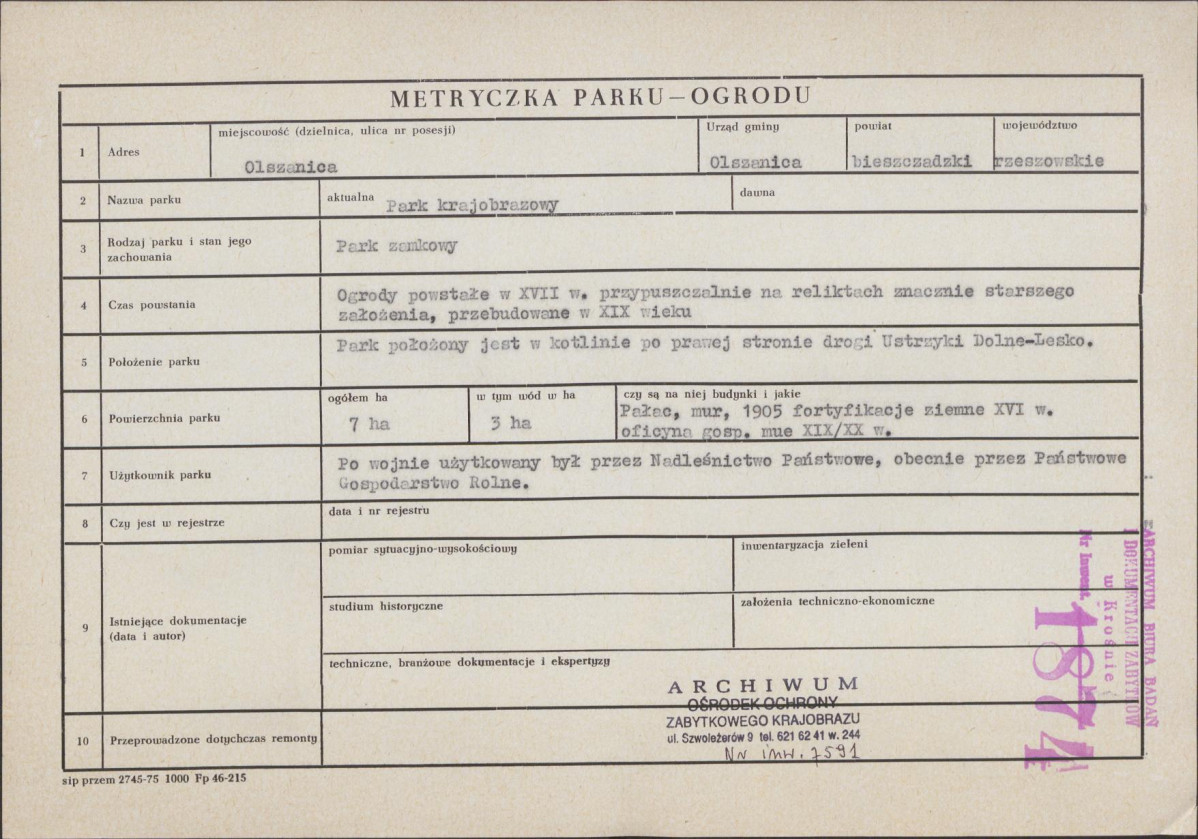 METRYCZKA PARKU—OGRODU
1
Adres
miejscowość (dzielnica, ulica nr posesji)
Olszanica
Urząd gminy
Olszanica
powiat
bieszczadzki
województwo
rzeszowskie
2
Nazwa parku
aktualna
Park krajobrazowy
dawna
3
Rodzaj parku i stan jego
zachowania
Park zamkowy
4
Czas powstania
Ogrody powstałe w XVII w. przypuszczalnie na reliktach znacznie starszego
założenia, przebudowane w XIX wieku
5
Położenie parku
Park położony jest w kotlinie po prawej stronie drogi Ustrzyki Dolne-Lesko.
6
Powierzchnia parku
ogółem ha
7 ha
w tym wód w ha
3 ha
czy są na niej budynki i jakie
Pałac, mur, 1905 fortyfikacje ziemne XVI w.
oficyna gosp. mue XIX/XX w.
7
Użytkownik parku
Po wojnie użytkowany był przez Nadleśnictwo Państwowe, obecnie przez Państwowe
Gospodarstwo Rolne.
8
Czy jest w rejestrze
data i nr rejestru
9
Istniejące dokumentacje
(data i autor)
pomiar sytuacyjno-wysokościowy
inwentaryzacja zieleni
studium historyczne
założenia techniczno-ekonomiczne
techniczne, branżowe dokumentacje i ekspertyzy
10
Przeprowadzone dotychczas remonty
ARCHIWUM
OŚRODEK OCHRONY
ZABYTKOWEGO KRAJOBRAZU
ul. Szwoleżerów 9 tel. 621 62 41 w. 244
Nr inw. 7591
ARCHIWUM BIURA BADAŃ
I DOKUMENTACJI ZABYTKÓW
w Krośnie
Nr Inwent.
1874
sip przem 2745-75 1000 Fp 46-215